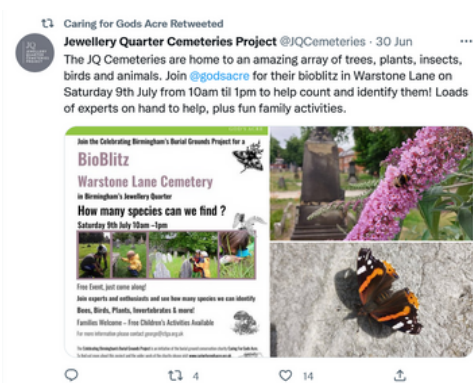 Caring for Gods Acre Retweeted
Jewellery Quarter Cemeteries Project @JQCemeteries · 30 Jun
The JQ Cemeteries are home to an amazing array of trees, plants, insects,
birds and animals. Join @godsacre for their bioblitz in Warstone Lane on
Saturday 9th July from 10am til 1pm to help count and identify them! Loads
of experts on hand to help, plus fun family activities.
Join the Celebrating Birmingham's Burial Grounds Project for a
BioBlitz
Warstone Lane Cemetery
in Birmingham's Jewellery Quarter
How many species can we find ?
Saturday 9th July 10am -1pm
Free Event, just come along!
Join experts and enthusiasts and see how many species we can identify
Bees, Birds, Plants, Invertebrates & more!
Families Welcome – Free Children's Activities Available
4
14